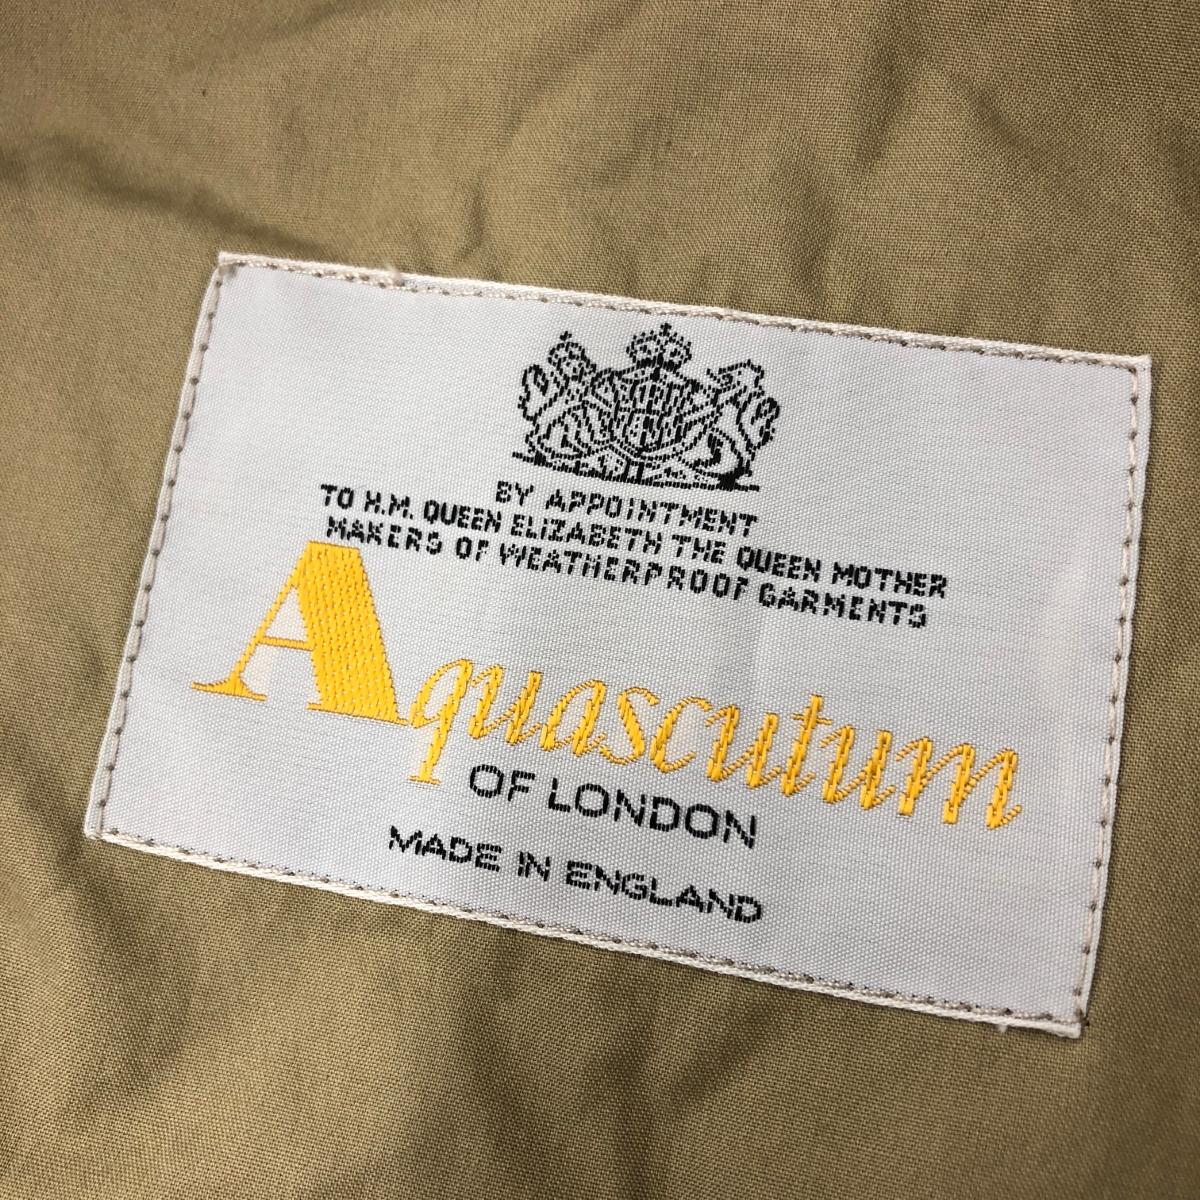 BY APPOINTMENT
TO H.M. QUEEN ELIZABETH THE QUEEN MOTHER
MAKERS OF WEATHERPROOF GARMENTS
Aquascutum
OF LONDON
MADE IN ENGLAND